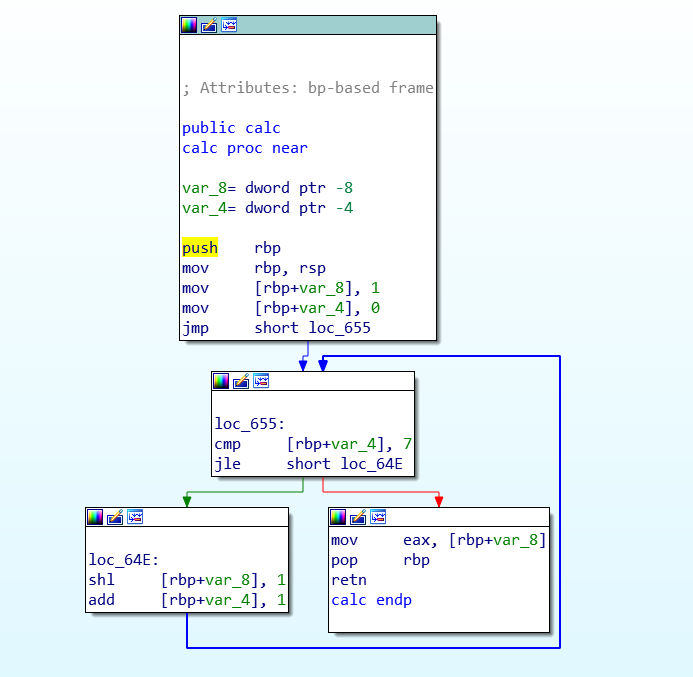 ; Attributes: bp-based frame
public calc
calc proc near
var_8= dword ptr -8
var_4= dword ptr -4
push rbp
mov rbp, rsp
mov [rbp+var_8], 1
mov [rbp+var_4], 0
jmp short loc_655
loc_655:
cmp [rbp+var_4], 7
jle short loc_64E
loc_64E:
shl [rbp+var_8], 1
add [rbp+var_4], 1
mov eax, [rbp+var_8]
pop rbp
retn
calc endp